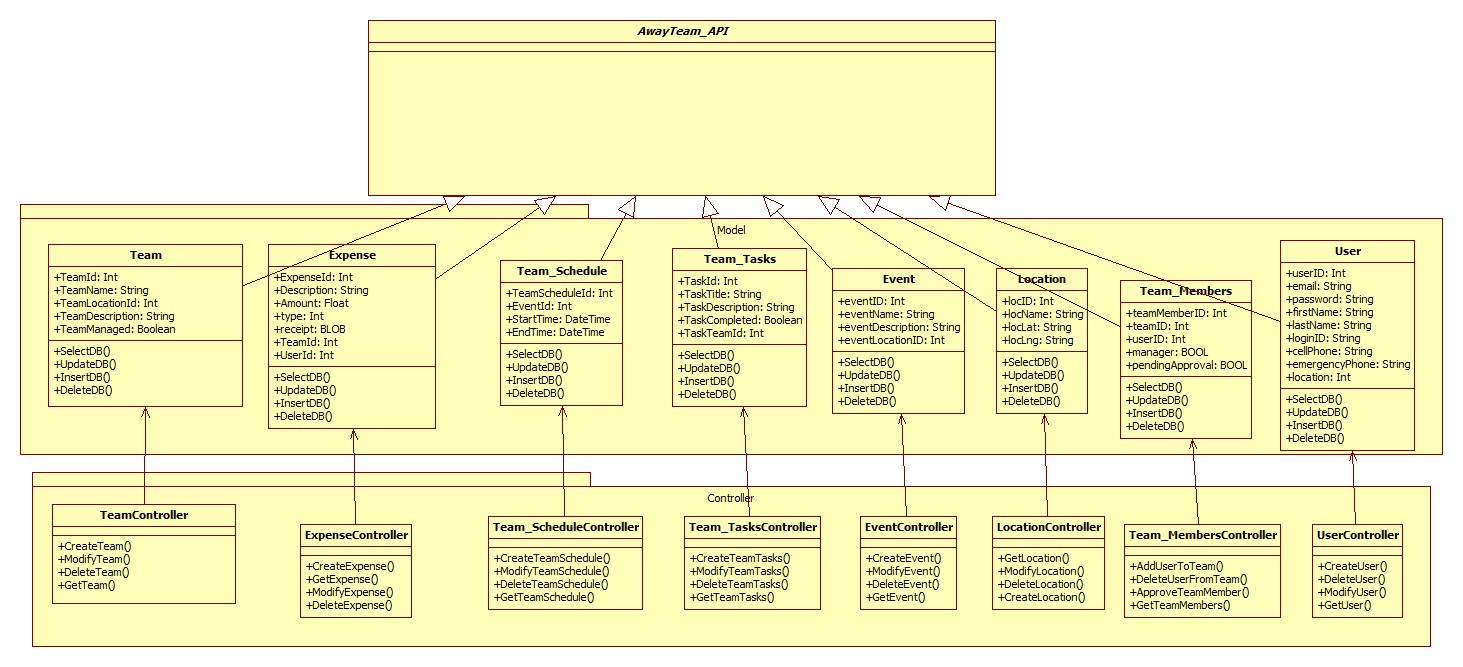 AwayTeam_API
Model
Team
+TeamId: Int
+TeamName: String
+TeamLocationId: Int
+TeamDescription: String
+TeamManaged: Boolean
+SelectDB()
+UpdateDB()
+InsertDB()
+DeleteDB()
Expense
+ExpenseId: Int
+Description: String
+Amount: Float
+type: Int
+receipt: BLOB
+TeamId: Int
+UserId: Int
+SelectDB()
+UpdateDB()
+InsertDB()
+DeleteDB()
Team_Schedule
+TeamScheduleId: Int
+EventId: Int
+StartTime: DateTime
+EndTime: DateTime
+SelectDB()
+UpdateDB()
+InsertDB()
+DeleteDB()
Team_Tasks
+TaskId: Int
+TaskTitle: String
+TaskDescription: String
+TaskCompleted: Boolean
+TaskTeamId: Int
+SelectDB()
+UpdateDB()
+InsertDB()
+DeleteDB()
Event
+eventID: Int
+eventName: String
+eventDescription: String
+eventLocationID: Int
+SelectDB()
+UpdateDB()
+InsertDB()
+DeleteDB()
Location
+locID: Int
+locName: String
+locLat: String
+locLng: String
+SelectDB()
+UpdateDB()
+InsertDB()
+DeleteDB()
Team_Members
+teamMemberID: Int
+teamID: Int
+userID: Int
+manager: BOOL
+pendingApproval: BOOL
+SelectDB()
+UpdateDB()
+InsertDB()
+DeleteDB()
User
+userID: Int
+email: String
+password: String
+firstName: String
+lastName: String
+loginID: String
+cellPhone: String
+emergencyPhone: String
+location: Int
+SelectDB()
+UpdateDB()
+InsertDB()
+DeleteDB()
Controller
TeamController
+CreateTeam()
+ModifyTeam()
+DeleteTeam()
+GetTeam()
ExpenseController
+CreateExpense()
+GetExpense()
+ModifyExpense()
+DeleteExpense()
Team_ScheduleController
+CreateTeamSchedule()
+ModifyTeamSchedule()
+DeleteTeamSchedule()
+GetTeamSchedule()
Team_TasksController
+CreateTeamTasks()
+ModifyTeamTasks()
+DeleteTeamTasks()
+GetTeamTasks()
EventController
+CreateEvent()
+ModifyEvent()
+DeleteEvent()
+GetEvent()
LocationController
+GetLocation()
+ModifyLocation()
+DeleteLocation()
+CreateLocation()
Team_MembersController
+AddUserToTeam()
+DeleteUserFromTeam()
+ApproveTeamMember()
+GetTeamMembers()
UserController
+CreateUser()
+DeleteUser()
+ModifyUser()
+GetUser()